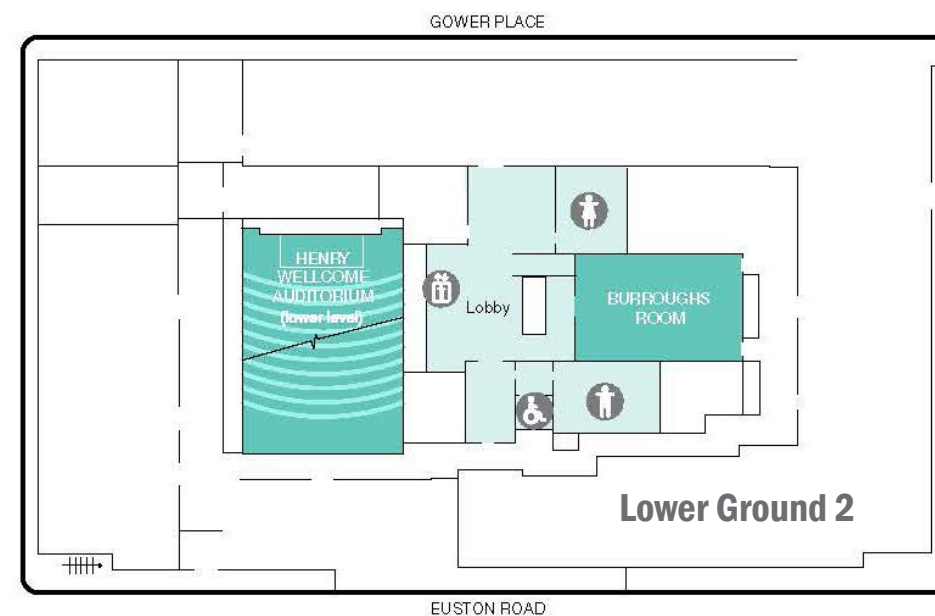 GOWER PLACE
HENRY
WELLCOME
AUDITORIUM
(lower level)
Lobby
BURROUGHS
ROOM
Lower Ground 2
EUSTON ROAD